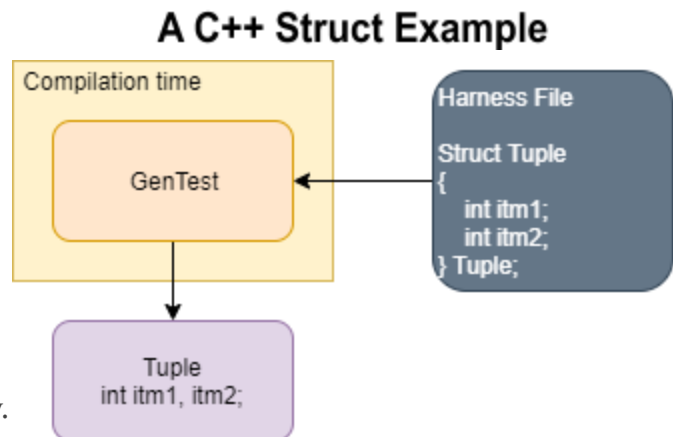 A C++ Struct Example
Compilation time
GenTest
Harness File
Struct Tuple
{
int itm1;
int itm2;
} Tuple;
Tuple
int itm1, itm2;